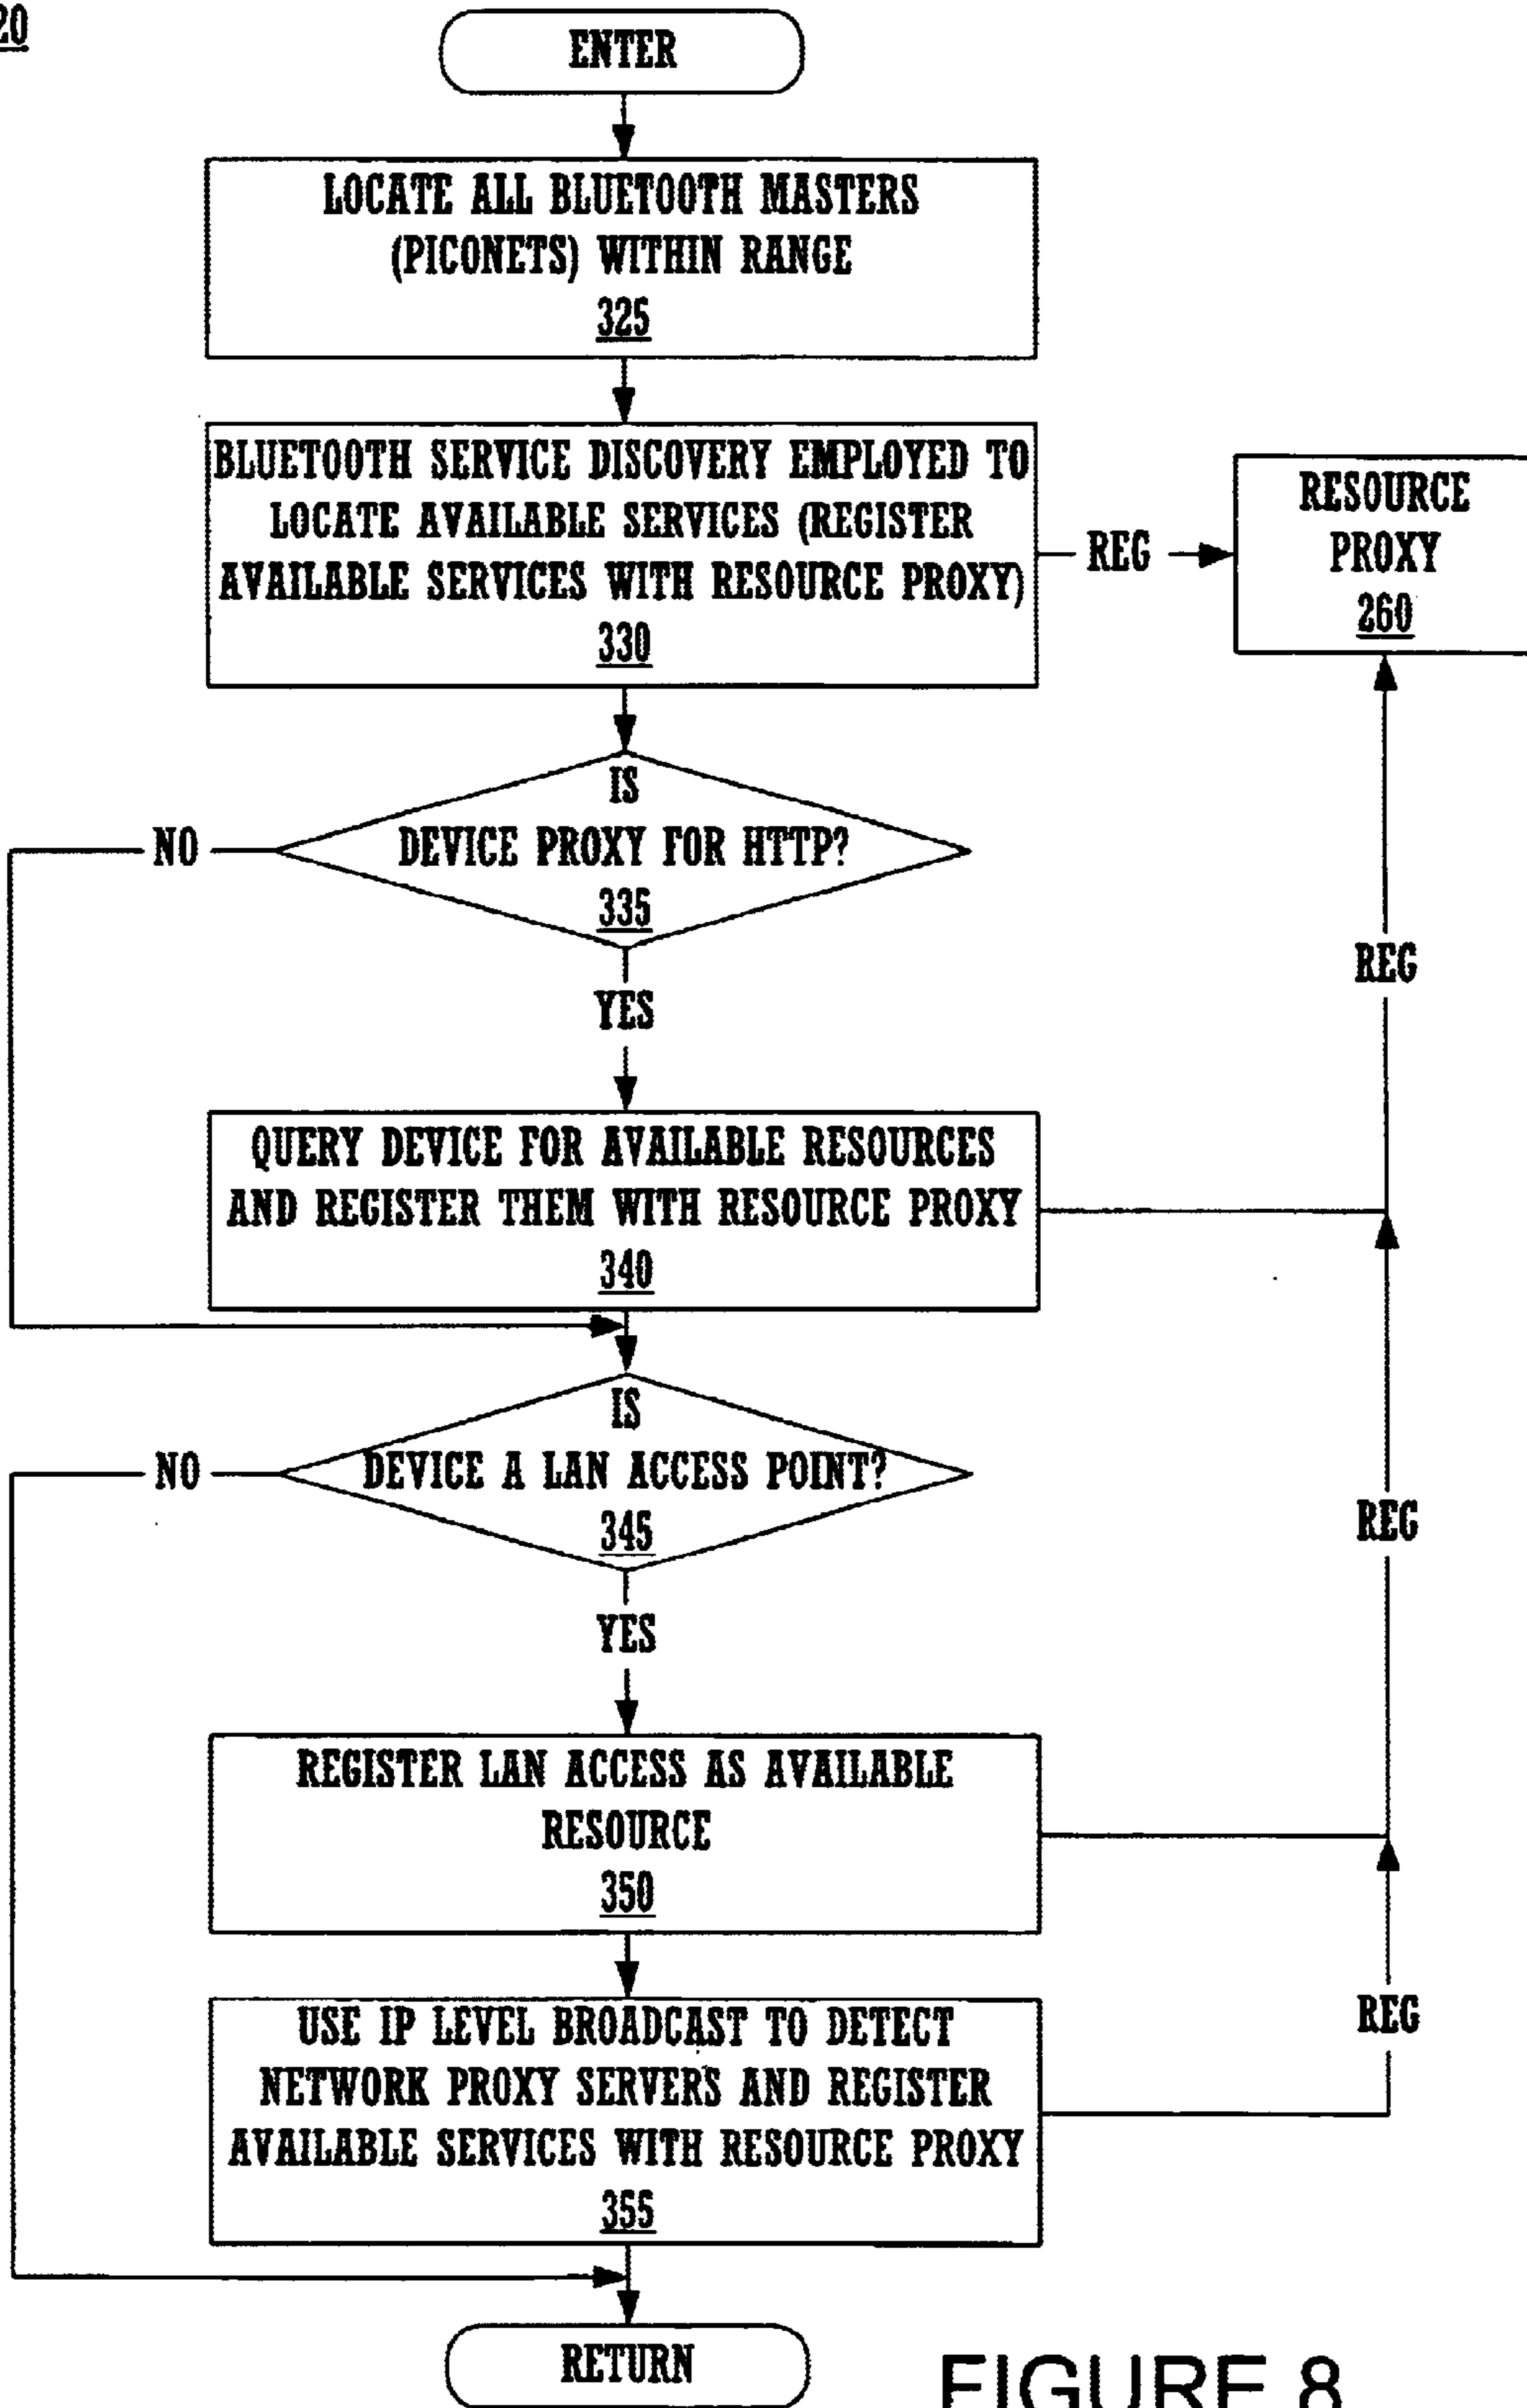 20
ENTER
LOCATE ALL BLUETOOTH MASTERS
(PICONETS) WITHIN RANGE
325
BLUETOOTH SERVICE DISCOVERY EMPLOYED TO
LOCATE AVAILABLE SERVICES (REGISTER
AVAILABLE SERVICES WITH RESOURCE PROXY)
330
REG
RESOURCE
PROXY
260
IS
DEVICE PROXY FOR HTTP?
335
NO
YES
REG
QUERY DEVICE FOR AVAILABLE RESOURCES
AND REGISTER THEM WITH RESOURCE PROXY
340
IS
DEVICE A LAN ACCESS POINT?
345
NO
REG
YES
REGISTER LAN ACCESS AS AVAILABLE
RESOURCE
350
USE IP LEVEL BROADCAST TO DETECT
NETWORK PROXY SERVERS AND REGISTER
AVAILABLE SERVICES WITH RESOURCE PROXY
355
REG
RETURN
FIGURE 8